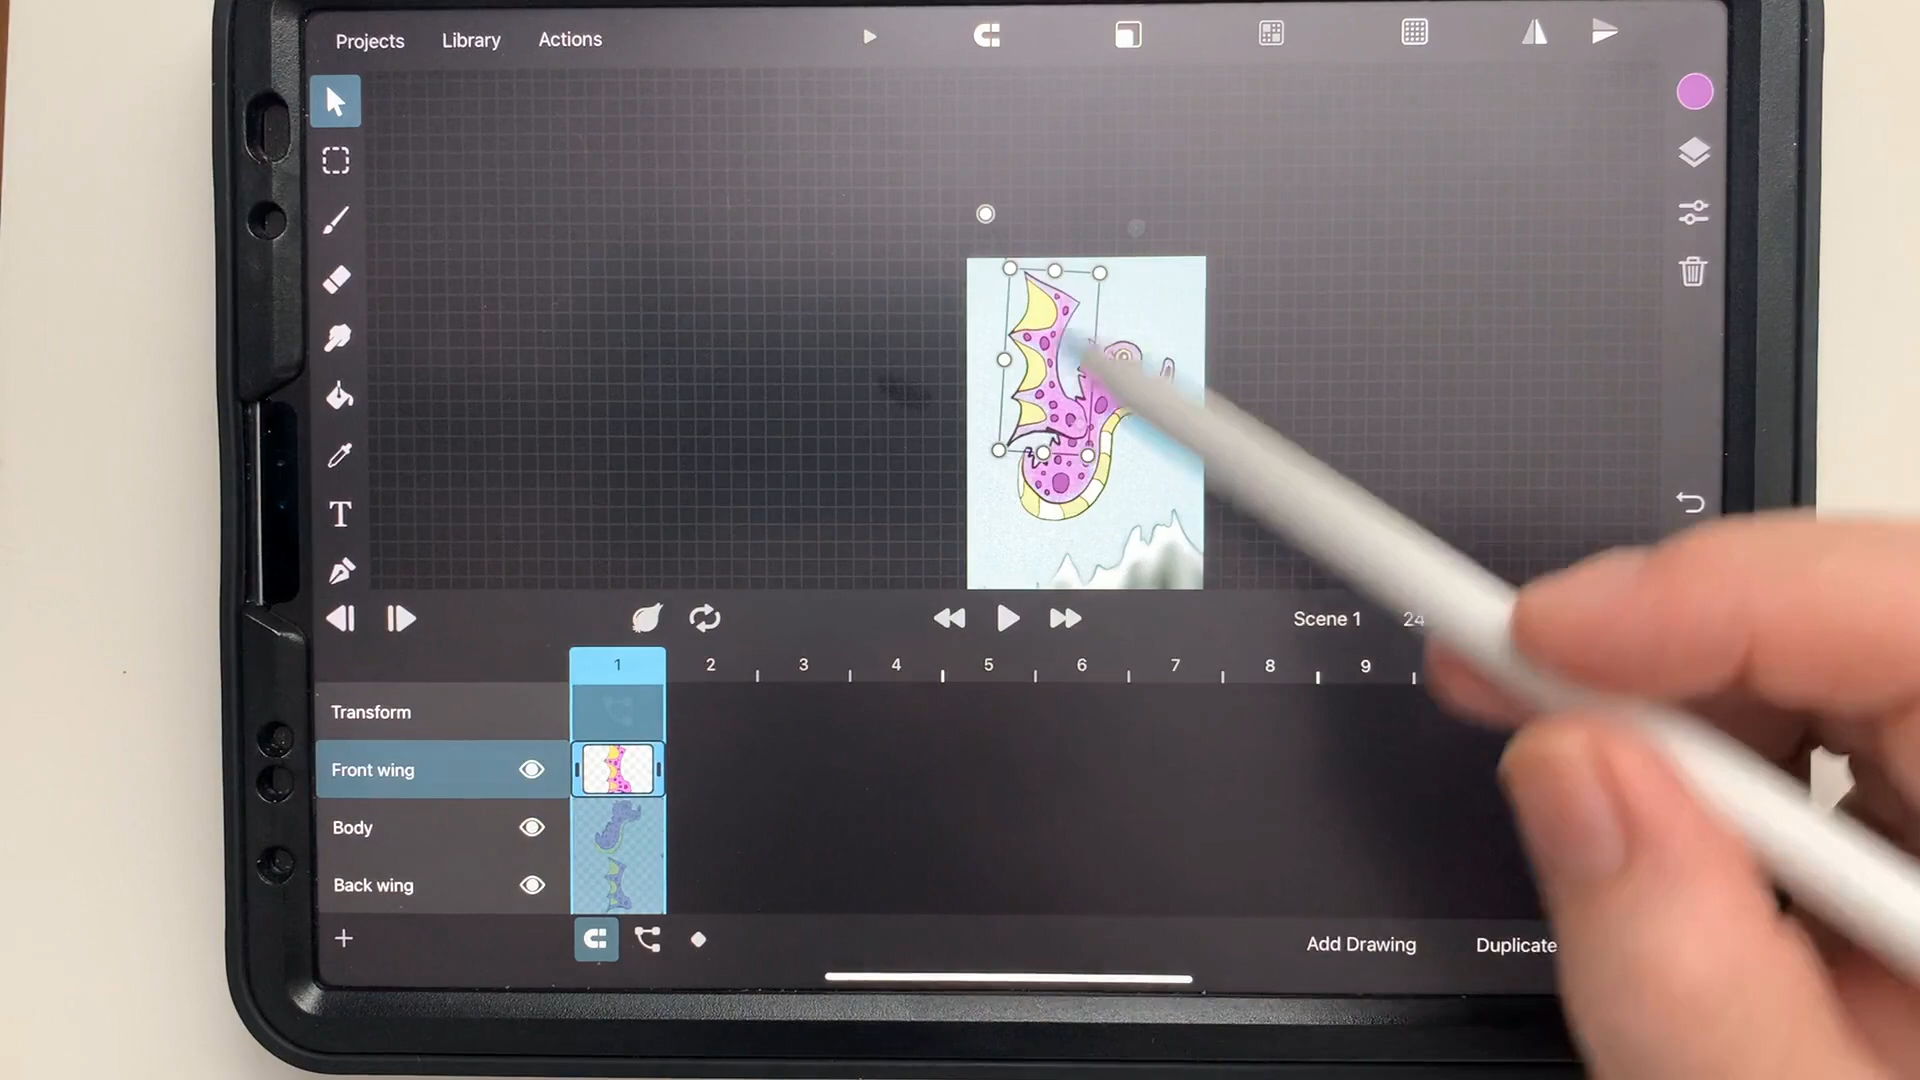 Projects Library Actions
T
Scene 1 24
1 2 3 4 5 6 7 8 9
Transform
Front wing
Body
Back wing
Add Drawing Duplicate